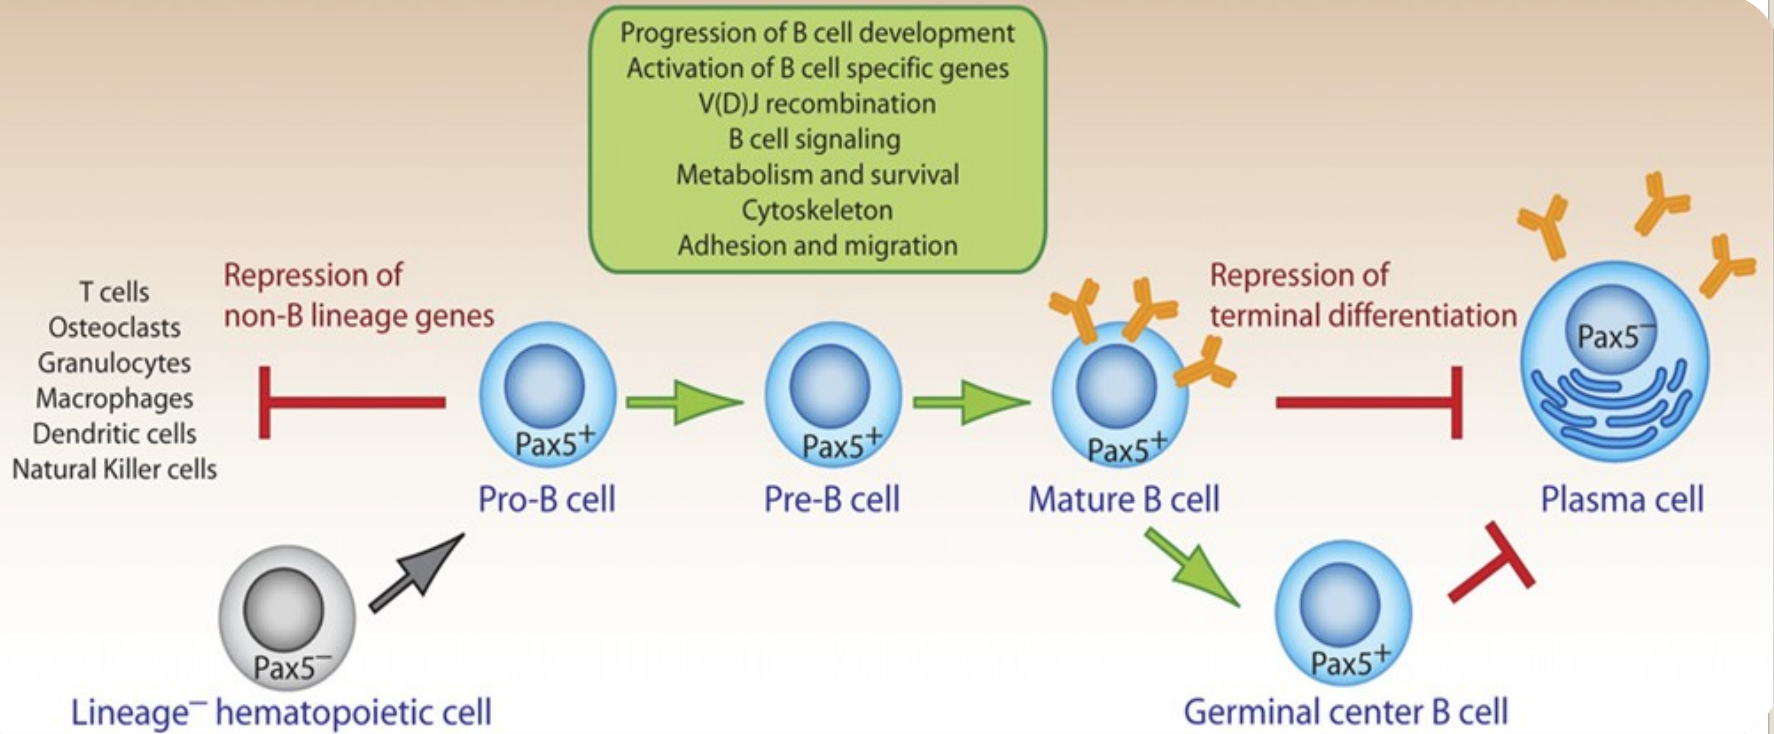 Progression of B cell development
Activation of B cell specific genes
V(D)J recombination
B cell signaling
Metabolism and survival
Cytoskeleton
Adhesion and migration
T cells
Osteoclasts
Granulocytes
Macrophages
Dendritic cells
Natural Killer cells
Repression of
non-B lineage genes
Pax5⁺
Pro-B cell
Pax5⁺
Pre-B cell
Pax5⁺
Mature B cell
Repression of
terminal differentiation
Pax5⁻
Plasma cell
Pax5⁻
Lineage⁻ hematopoietic cell
Pax5⁺
Germinal center B cell